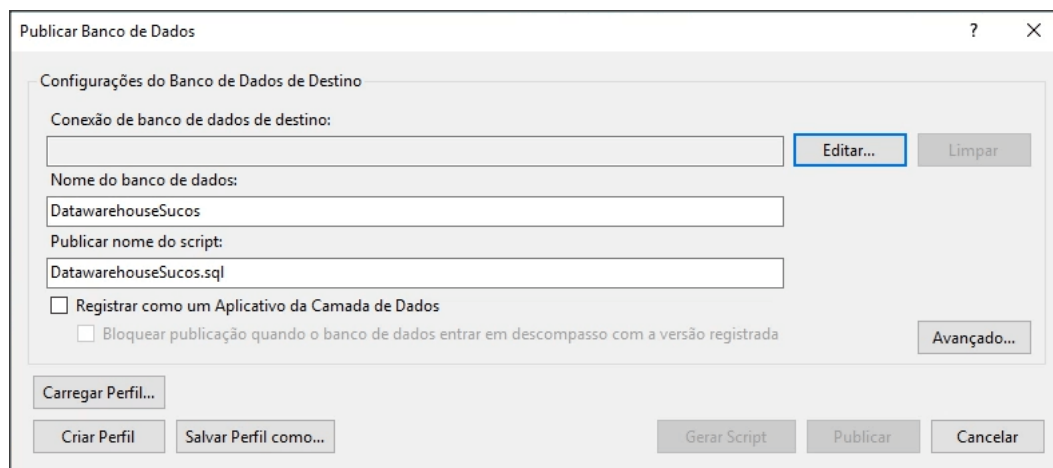 Publicar Banco de Dados
?
Configurações do Banco de Dados de Destino
Conexão de banco de dados de destino:
Editar...
Limpar
Nome do banco de dados:
DatawarehouseSucos
Publicar nome do script:
DatawarehouseSucos.sql
Registrar como um Aplicativo da Camada de Dados
Bloquear publicação quando o banco de dados entrar em descompasso com a versão registrada
Avançado...
Carregar Perfil...
Criar Perfil
Salvar Perfil como...
Gerar Script
Publicar
Cancelar